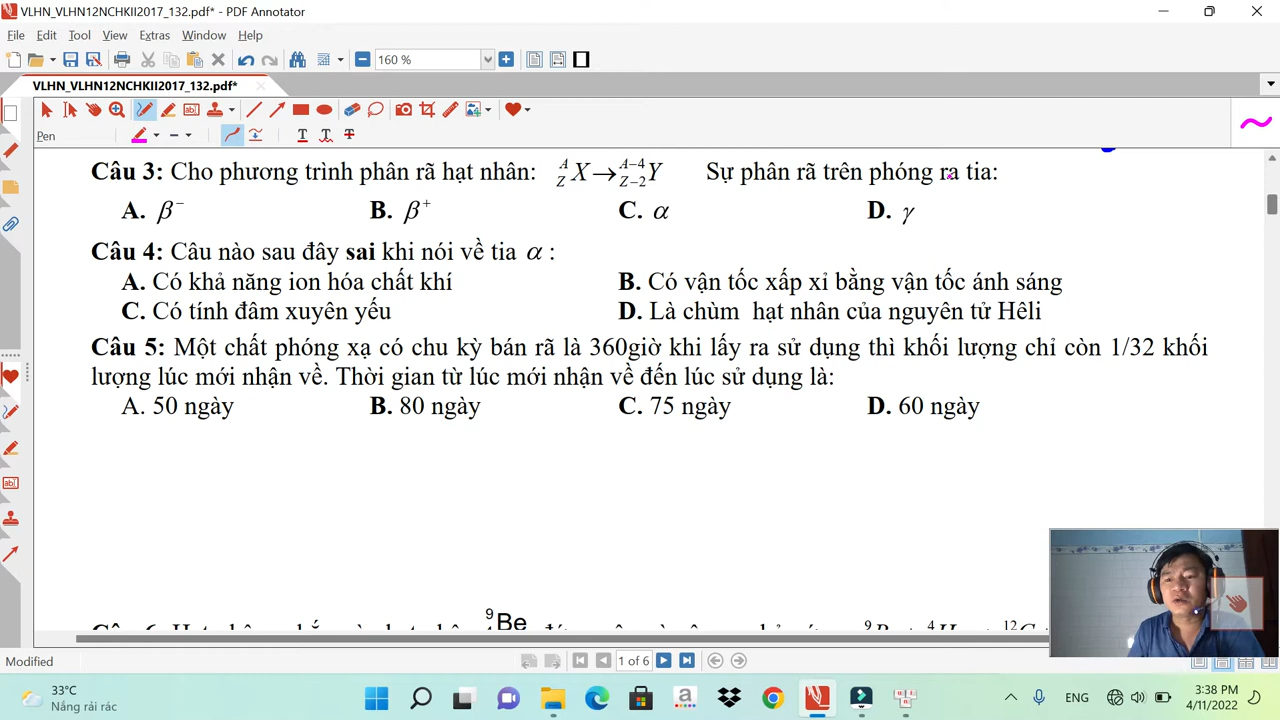 VLHN_VLHN12NCHKII2017_132.pdf* - PDF Annotator
File Edit Tool View Extras Window Help
160 %
VLHN_VLHN12NCHKII2017_132.pdf*
Pen
Câu 3: Cho phương trình phân rã hạt nhân: ᴬ_Z X → ᴬ⁻⁴_Z₋₂ Y Sự phân rã trên phóng ra tia:
A. β⁻ B. β⁺ C. α D. γ
Câu 4: Câu nào sau đây sai khi nói về tia α :
A. Có khả năng ion hóa chất khí B. Có vận tốc xấp xỉ bằng vận tốc ánh sáng
C. Có tính đâm xuyên yếu D. Là chùm hạt nhân của nguyên tử Hêli
Câu 5: Một chất phóng xạ có chu kỳ bán rã là 360giờ khi lấy ra sử dụng thì khối lượng chỉ còn 1/32 khối
lượng lúc mới nhận về. Thời gian từ lúc mới nhận về đến lúc sử dụng là:
A. 50 ngày B. 80 ngày C. 75 ngày D. 60 ngày
⁹Be
Modified 1 of 6
33°C ENG 3:38 PM
Nắng rải rác 4/11/2022